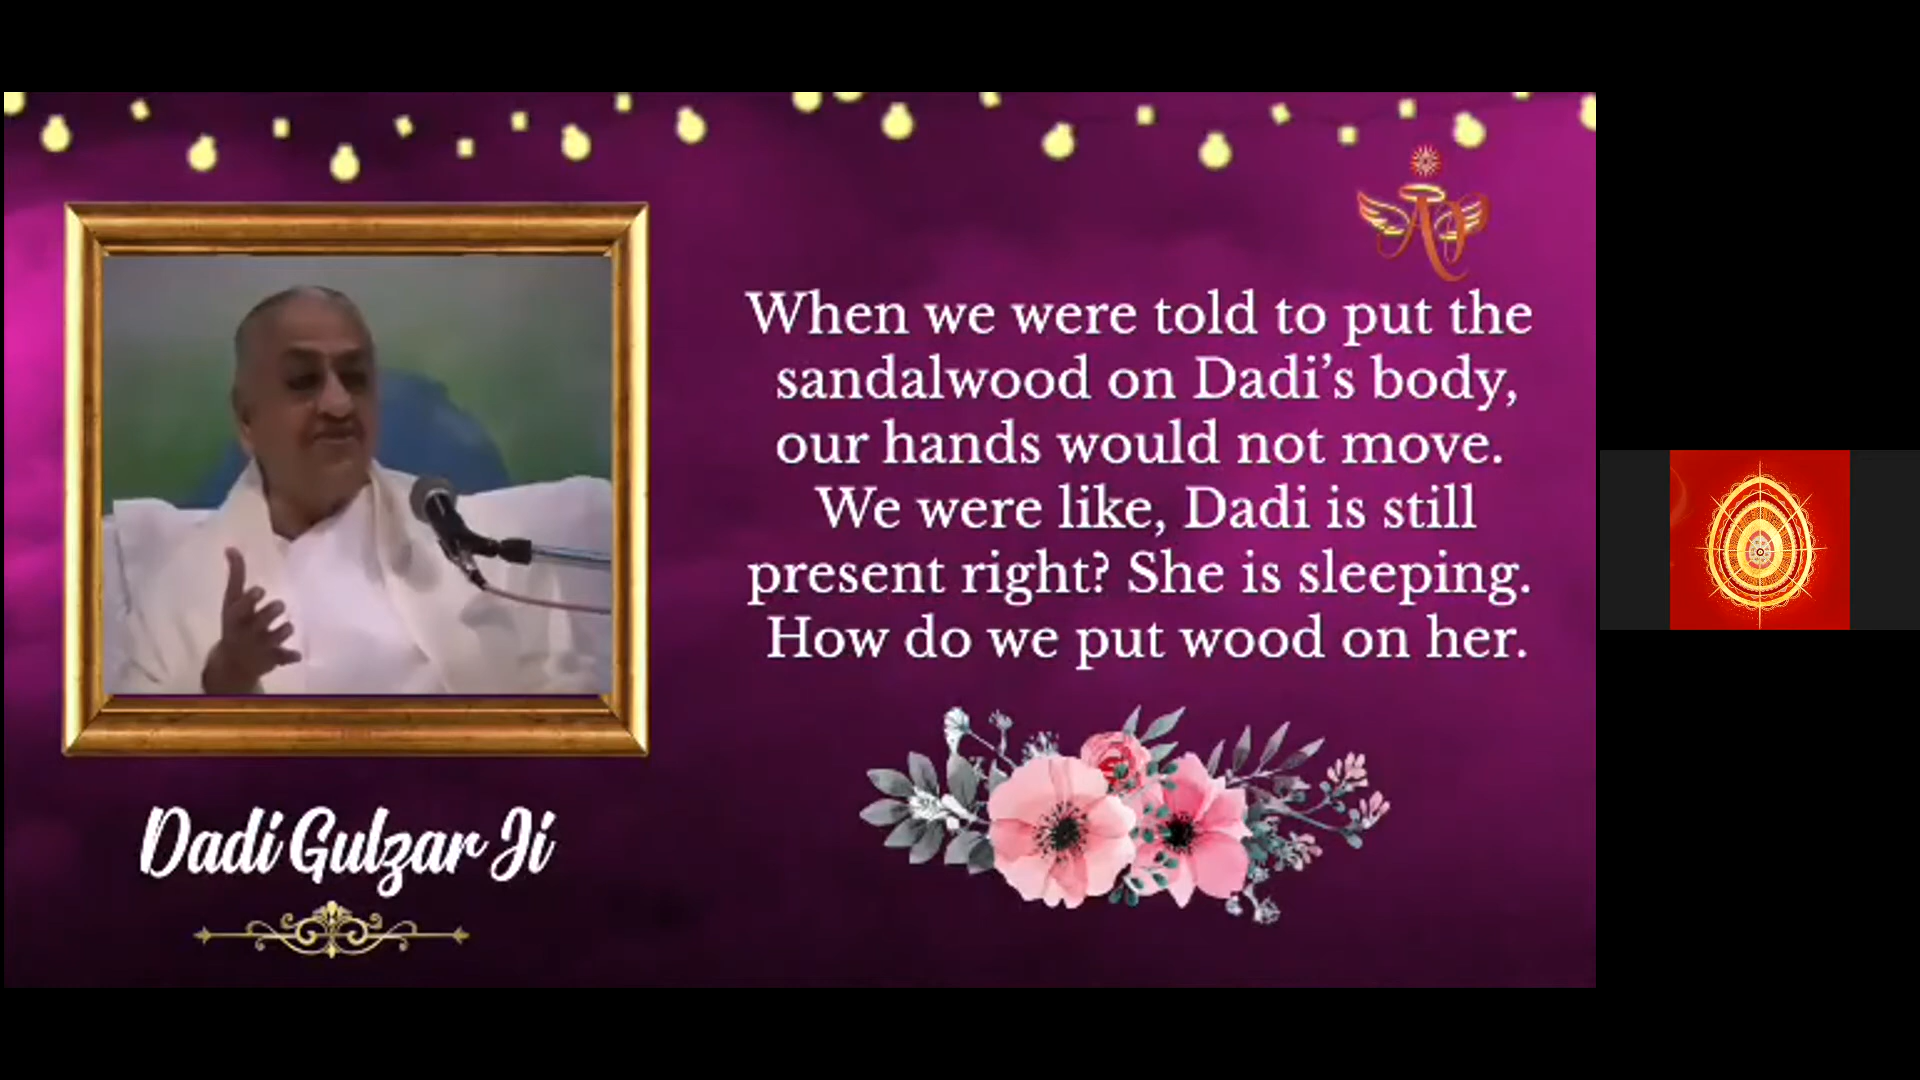 AP
When we were told to put the
sandalwood on Dadi’s body,
our hands would not move.
We were like, Dadi is still
present right? She is sleeping.
How do we put wood on her.
Dadi Gulzar Ji